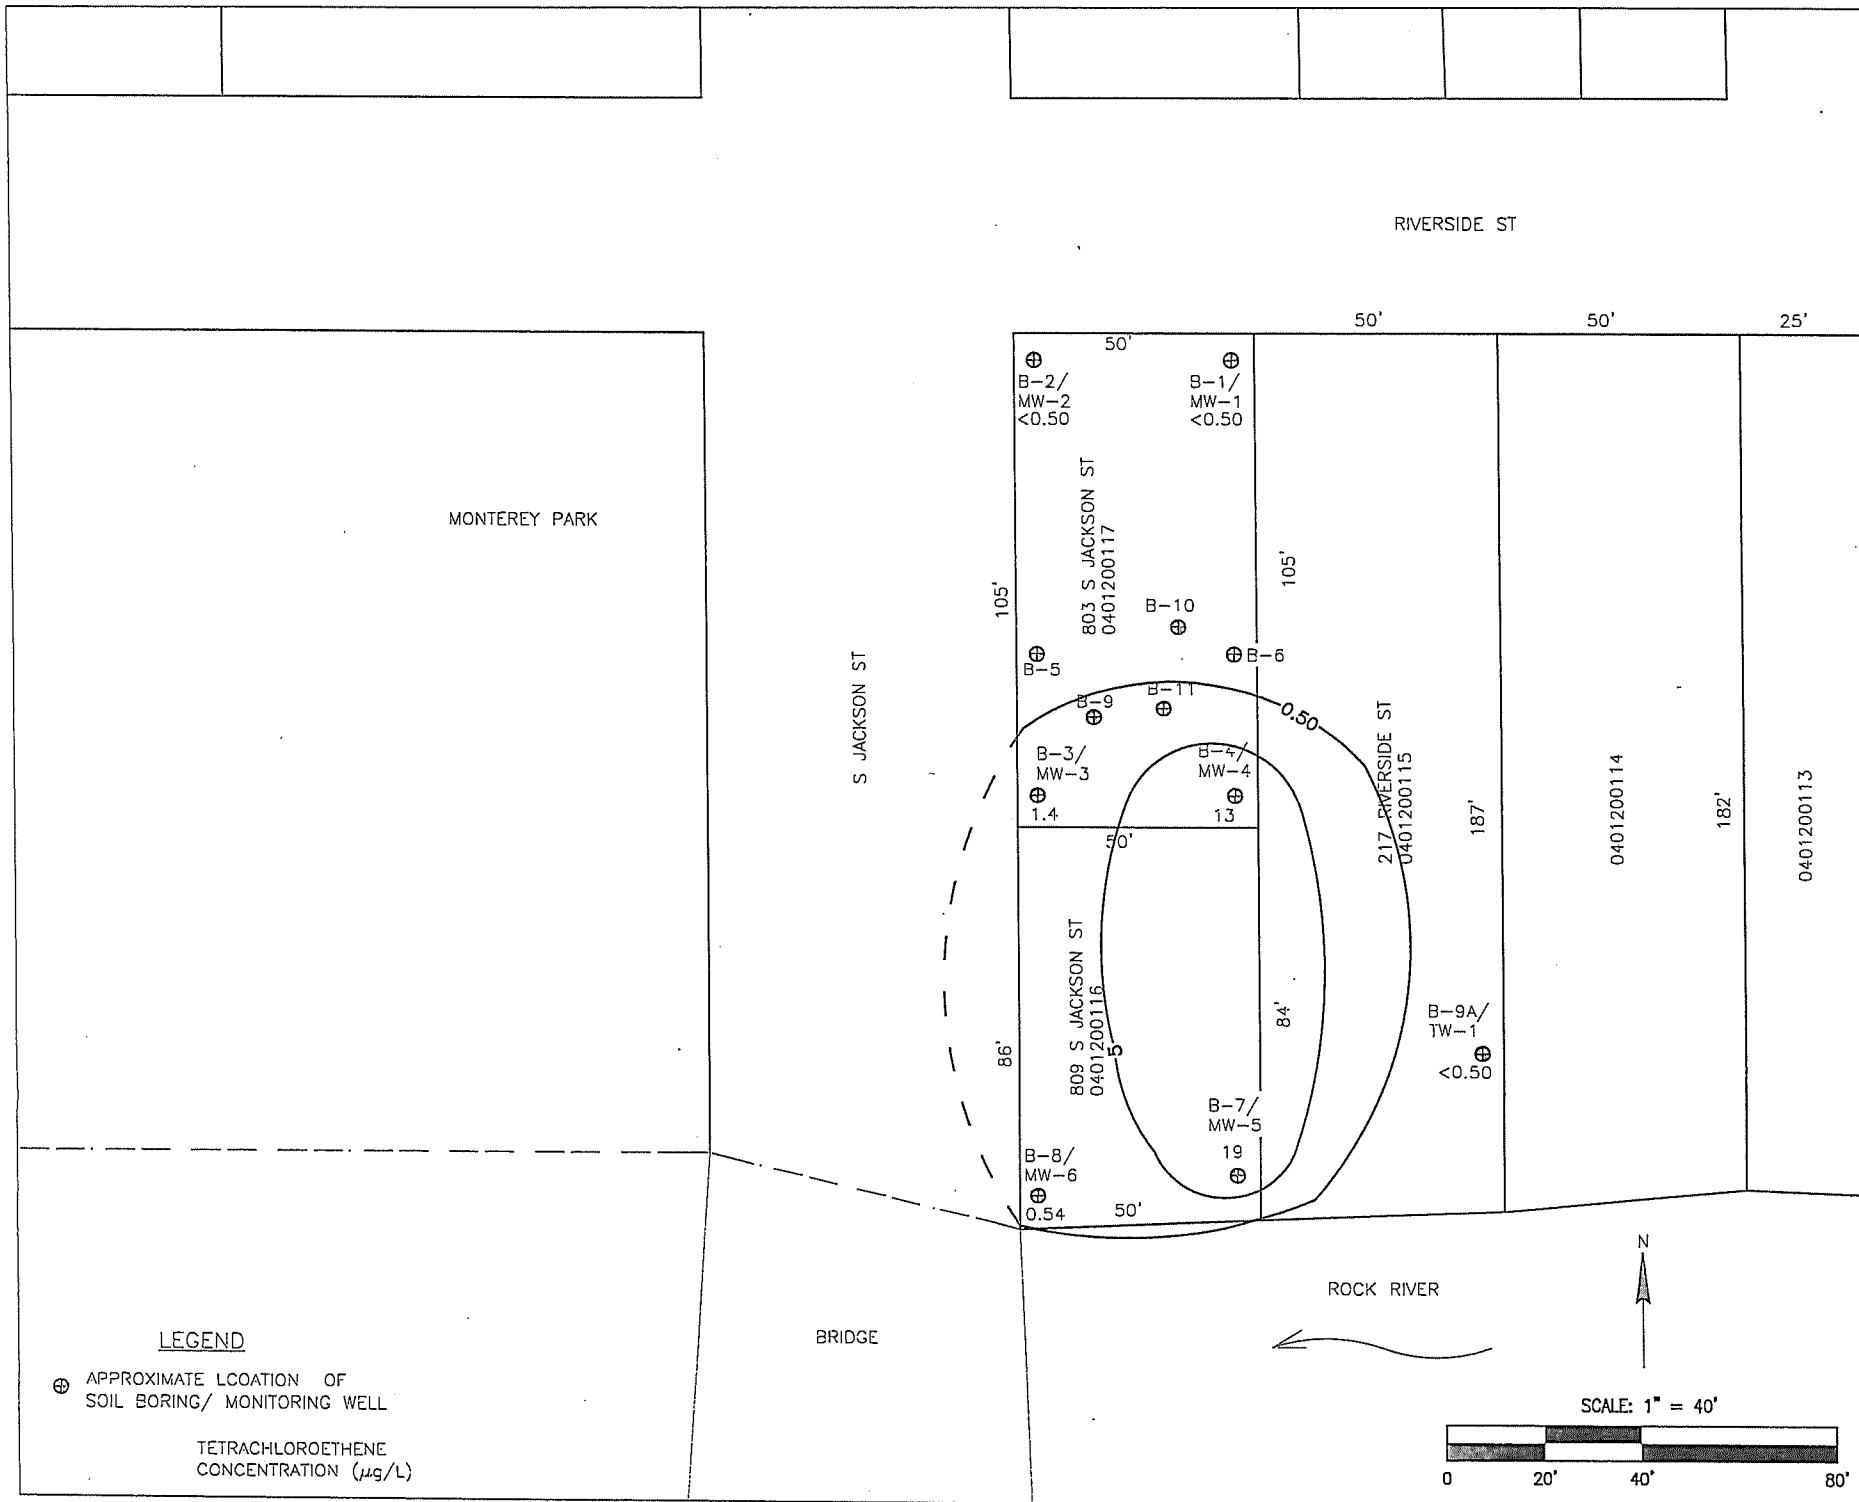 RIVERSIDE ST
50'
50'
25'
50'
B-2/
MW-2
<0.50
B-1/
MW-1
<0.50
MONTEREY PARK
803 S JACKSON ST
0401200117
105'
105'
B-10
B-5
B-6
S JACKSON ST
B-9
B-11
0.50
B-3/
MW-3
1.4
B-4/
MW-4
13
50'
217 RIVERSIDE ST
0401200115
187'
0401200114
182'
0401200113
809 S JACKSON ST
0401200116
86'
5
84'
B-9A/
TW-1
<0.50
B-7/
MW-5
19
B-8/
MW-6
0.54
50'
N
ROCK RIVER
BRIDGE
LEGEND
APPROXIMATE LCOATION OF
SOIL BORING/ MONITORING WELL
TETRACHLOROETHENE
CONCENTRATION (µg/L)
SCALE: 1" = 40'
0 20' 40' 80'